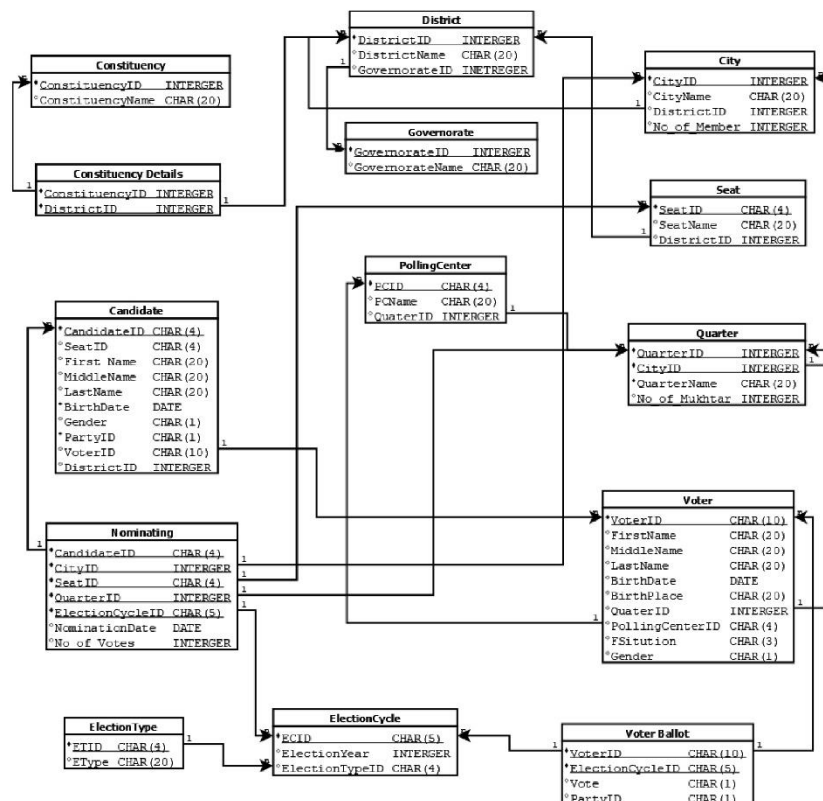 District
DistrictID INTERGER
DistrictName CHAR(20)
GovernorateID INETREGER
Constituency
ConstituencyID INTERGER
ConstituencyName CHAR(20)
City
CityID INTERGER
CityName CHAR(20)
DistrictID INTERGER
No_of_Member INTERGER
Governorate
GovernorateID INTERGER
GovernorateName CHAR(20)
Constituency Details
ConstituencyID INTERGER
DistrictID INTERGER
Seat
SeatID CHAR(4)
SeatName CHAR(20)
DistrictID INTERGER
PollingCenter
PCID CHAR(4)
PCName CHAR(20)
QuaterID INTERGER
Candidate
CandidateID CHAR(4)
SeatID CHAR(4)
First Name CHAR(20)
MiddleName CHAR(20)
LastName CHAR(20)
BirthDate DATE
Gender CHAR(1)
PartyID CHAR(1)
VoterID CHAR(10)
DistrictID INTERGER
Quarter
QuarterID INTERGER
CityID INTERGER
QuarterName CHAR(20)
No_of_Mukhtar INTERGER
Voter
VoterID CHAR(10)
FirstName CHAR(20)
MiddleName CHAR(20)
LastName CHAR(20)
BirthDate DATE
BirthPlace CHAR(20)
QuaterID INTERGER
PollingCenterID CHAR(4)
FSitution CHAR(3)
Gender CHAR(1)
Nominating
CandidateID CHAR(4)
CityID INTERGER
SeatID CHAR(4)
QuarterID INTERGER
ElectionCycleID CHAR(5)
NominationDate DATE
No of Votes INTERGER
ElectionType
ETID CHAR(4)
EType CHAR(20)
ElectionCycle
ECID CHAR(5)
ElectionYear INTERGER
ElectionTypeID CHAR(4)
Voter Ballot
VoterID CHAR(10)
ElectionCycleID CHAR(5)
Vote CHAR(1)
PartyID CHAR(1)